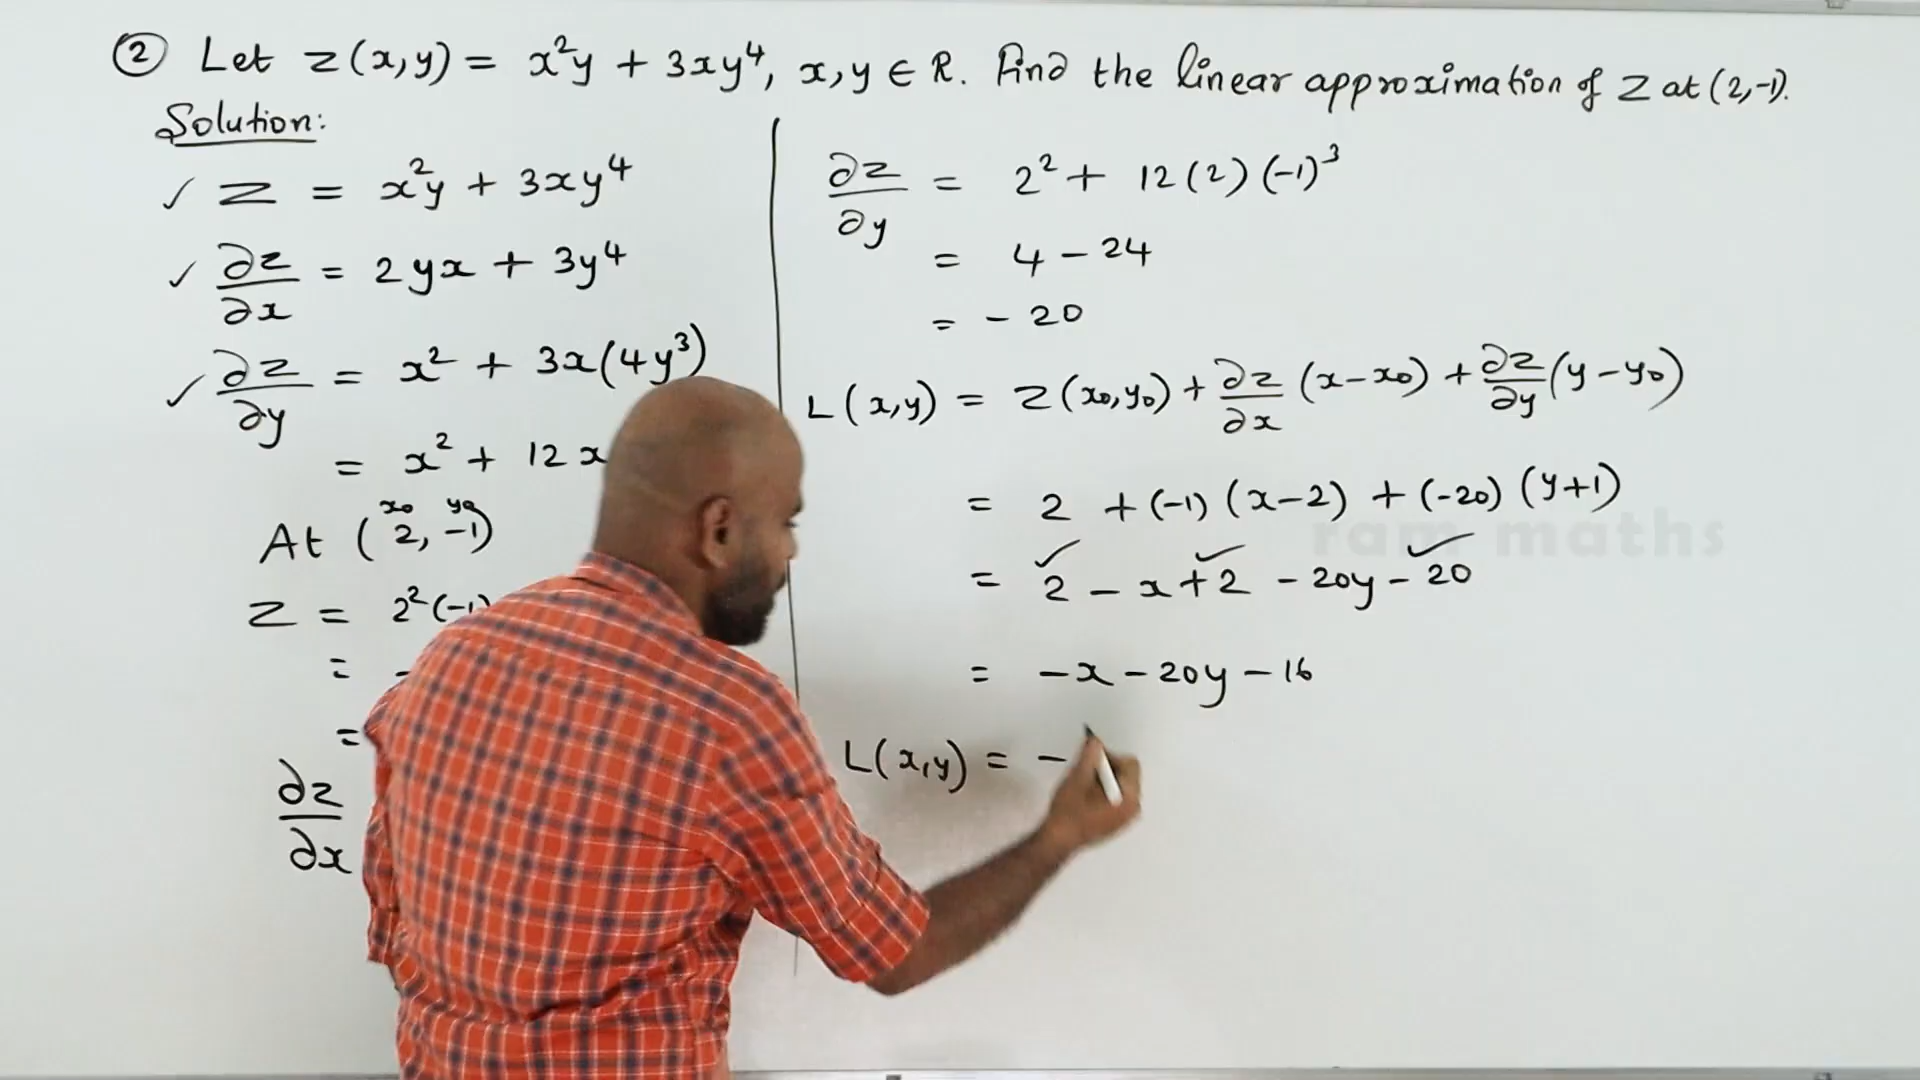 ② Let z(x,y) = x²y + 3xy⁴, x,y ∈ R. Find the linear approximation of z at (2,-1).
Solution:
✓ z = x²y + 3xy⁴
✓ ∂z/∂x = 2yx + 3y⁴
✓ ∂z/∂y = x² + 3x(4y³)
= x² + 12x
x₀ y₀
At (2, -1)
z = 2²(-1)
= -
=
∂z/∂x
∂z/∂y = 2² + 12(2)(-1)³
= 4 - 24
= - 20
L(x,y) = z(x₀,y₀) + ∂z/∂x (x-x₀) + ∂z/∂y (y-y₀)
= 2 + (-1)(x-2) + (-20)(y+1)
= 2 - x + 2 - 20y - 20
= -x - 20y - 16
L(x,y) = -
ram maths